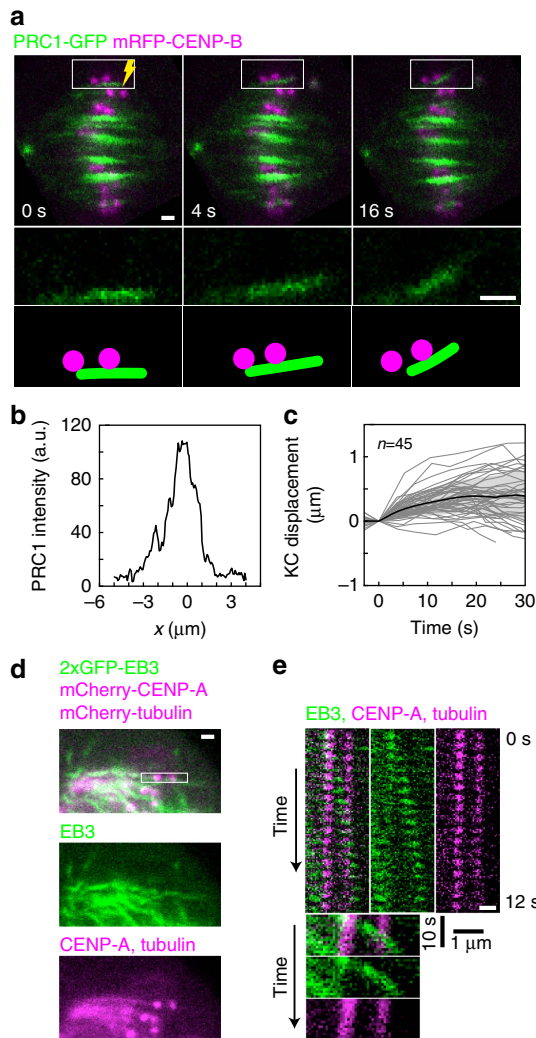 a
PRC1-GFP mRFP-CENP-B
0 s
4 s
16 s
b
c
PRC1 intensity (a.u.)
120
80
40
0
–6
–3
0
3
x (μm)
KC displacement
(μm)
n=45
1
0
–1
0
10
20
30
Time (s)
d
2xGFP-EB3
mCherry-CENP-A
mCherry-tubulin
EB3
CENP-A, tubulin
e
EB3, CENP-A, tubulin
Time
0 s
12 s
Time
10 s
1 μm